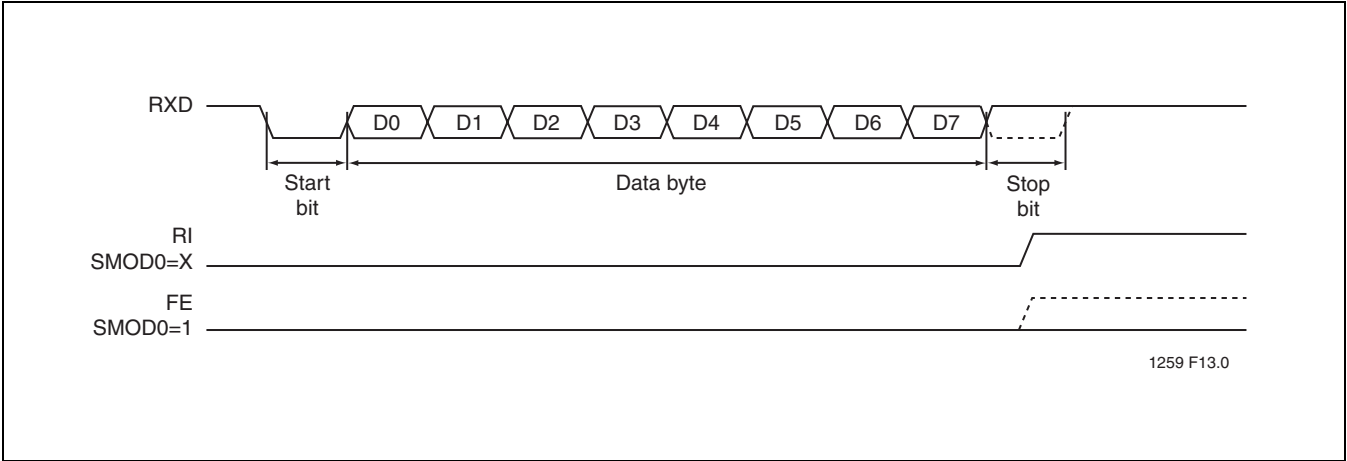 RXD
D0 D1 D2 D3 D4 D5 D6 D7
Start
bit
Data byte
Stop
bit
RI
SMOD0=X
FE
SMOD0=1
1259 F13.0